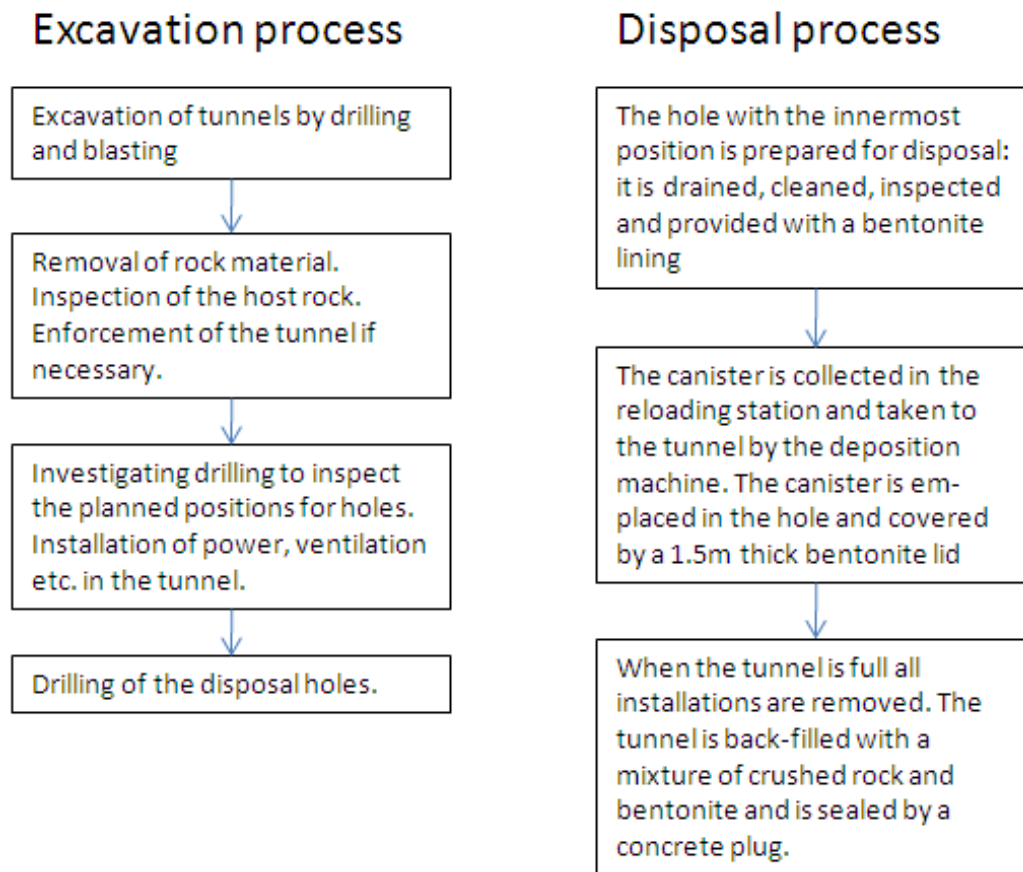 Excavation process
Excavation of tunnels by drilling
and blasting
Removal of rock material.
Inspection of the host rock.
Enforcement of the tunnel if
necessary.
Investigating drilling to inspect
the planned positions for holes.
Installation of power, ventilation
etc. in the tunnel.
Drilling of the disposal holes.
Disposal process
The hole with the innermost
position is prepared for disposal:
it is drained, cleaned, inspected
and provided with a bentonite
lining
The canister is collected in the
reloading station and taken to
the tunnel by the deposition
machine. The canister is em-
placed in the hole and covered
by a 1.5m thick bentonite lid
When the tunnel is full all
installations are removed. The
tunnel is back-filled with a
mixture of crushed rock and
bentonite and is sealed by a
concrete plug.